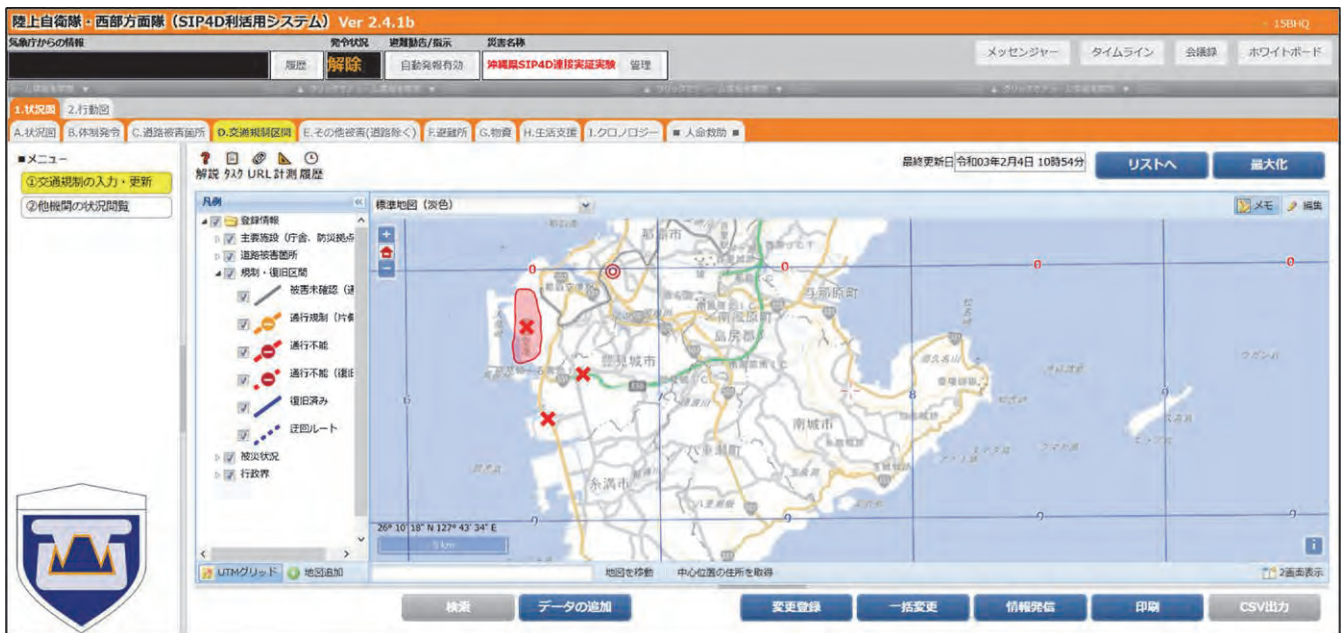 陸上自衛隊・西部方面隊(SIP4D利活用システム) Ver 2.4.1b
15BHQ
気象庁からの情報
発令状況
避難勧告/指示
災害名称
履歴
解除
自動発報有効
沖縄県SIP4D連接実証実験
管理
メッセンジャー
タイムライン
会議録
ホワイトボード
1.状況図
2.行動図
A.状況図
B.体制発令
C.道路被害箇所
D.交通規制区間
E.その他被害(道路除く)
F.避難所
G.物資
H.生活支援
I.クロノロジー
■ 人命救助 ■
■メニュー
①交通規制の入力・更新
②他機関の状況閲覧
解説 タスク URL 計測 履歴
最終更新日
令和03年2月4日 10時54分
リストへ
最大化
凡例
標準地図(淡色)
メモ
編集
登録情報
主要施設(庁舎、防災拠点
道路被害箇所
規制・復旧区間
被害未確認(通
通行規制(片側
通行不能
通行不能(復旧
復旧済み
迂回ルート
被災状況
行政界
那覇市
与那原町
南風原町
島尻郡
豊見城市
南城市
八重瀬町
糸満市
0
0
0
0
8
9
9
9
9
26° 10' 18" N 127° 43' 34" E
5 km
UTMグリッド
地図追加
地図を移動
中心位置の住所を取得
2画面表示
検索
データの追加
変更登録
一括変更
情報発信
印刷
CSV出力